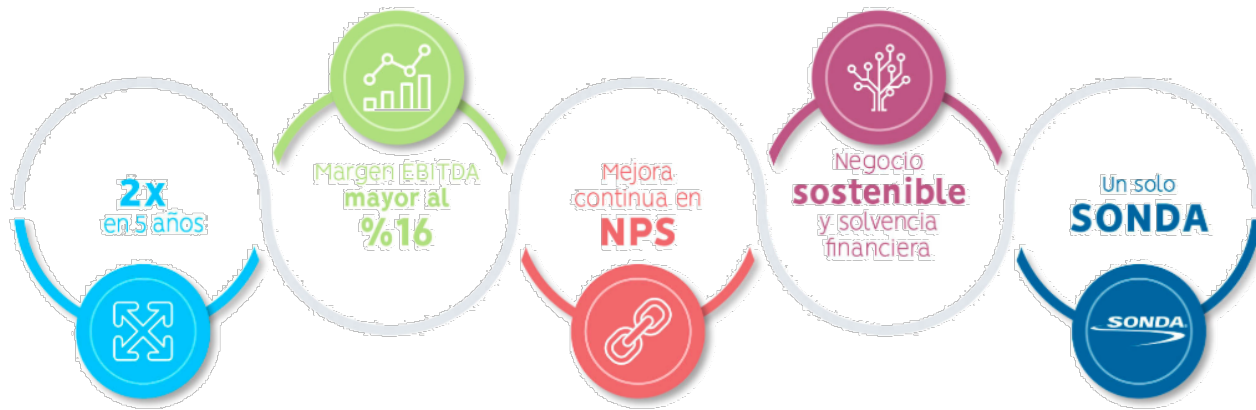 2x
en 5 años
Margen EBITDA
mayor al
%16
Mejora
continua en
NPS
Negocio
sostenible
y solvencia
financiera
Un solo
SONDA
SONDA